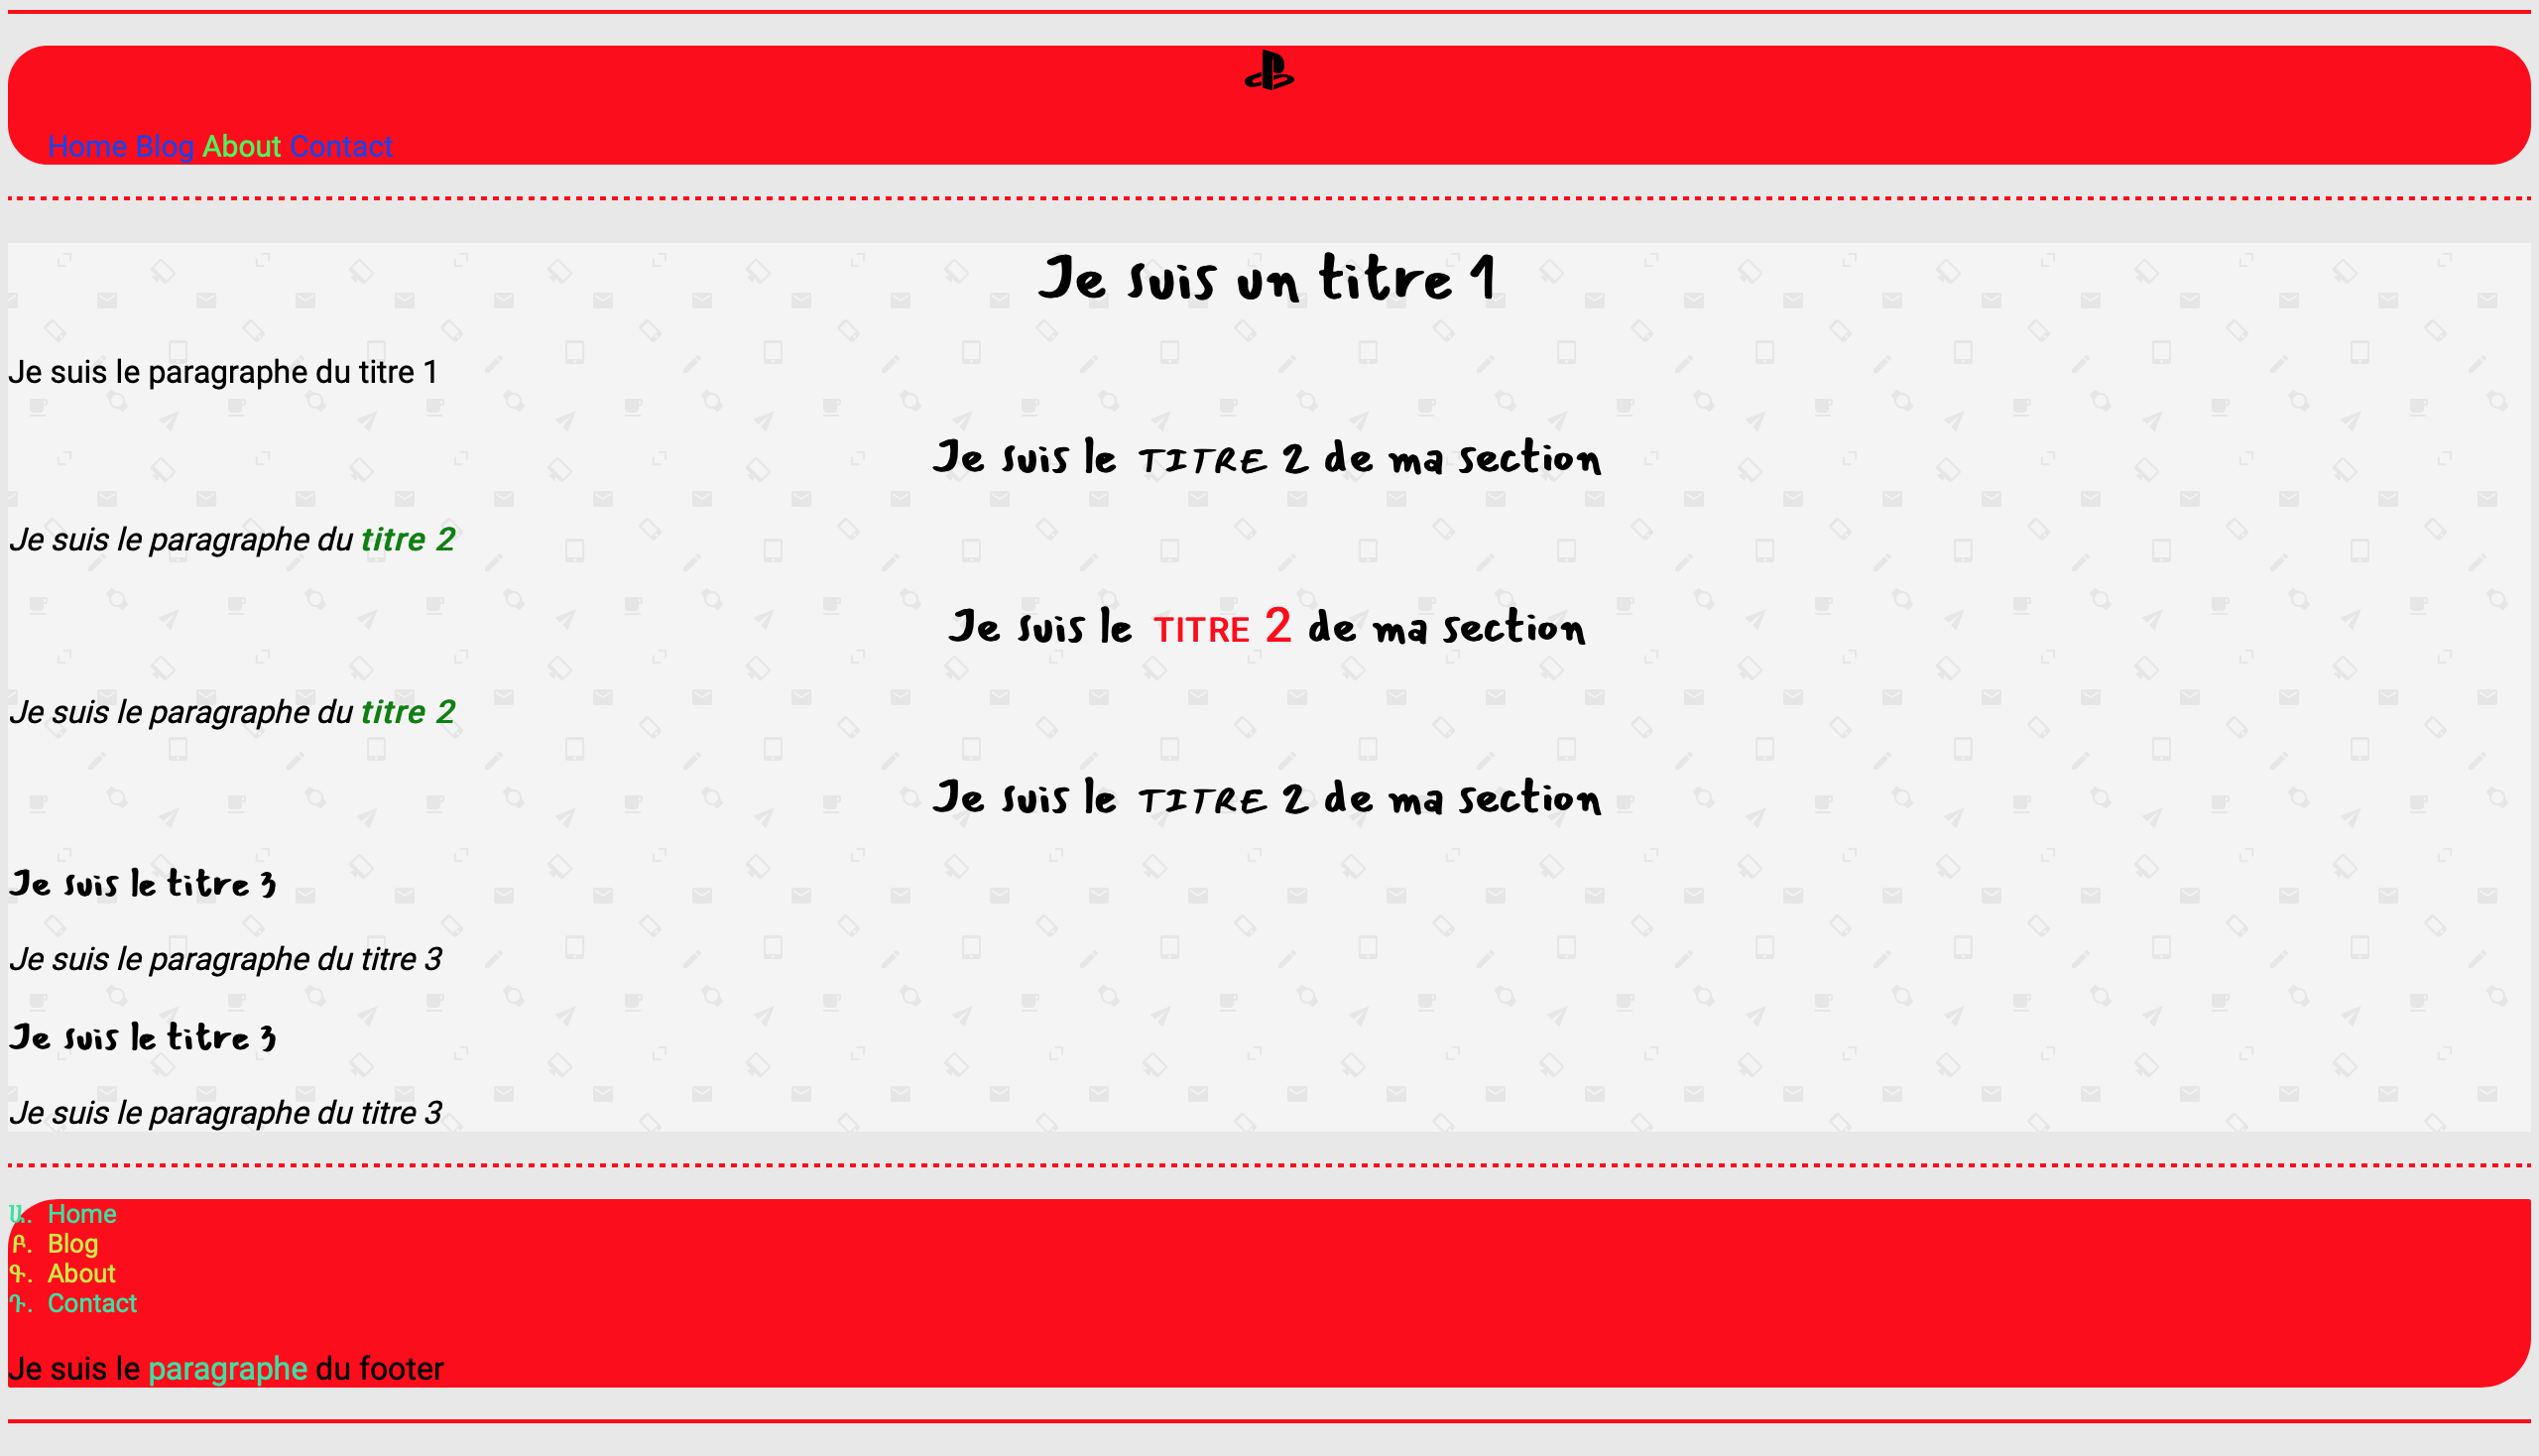 Home Blog About Contact
Je suis un titre 1
Je suis le paragraphe du titre 1
Je suis le TITRE 2 de ma section
Je suis le paragraphe du titre 2
Je suis le TITRE 2 de ma section
Je suis le paragraphe du titre 2
Je suis le TITRE 2 de ma section
Je suis le titre 3
Je suis le paragraphe du titre 3
Je suis le titre 3
Je suis le paragraphe du titre 3
ሀ. Home
ዾ. Blog
ዋ. About
ጉ. Contact
Je suis le paragraphe du footer